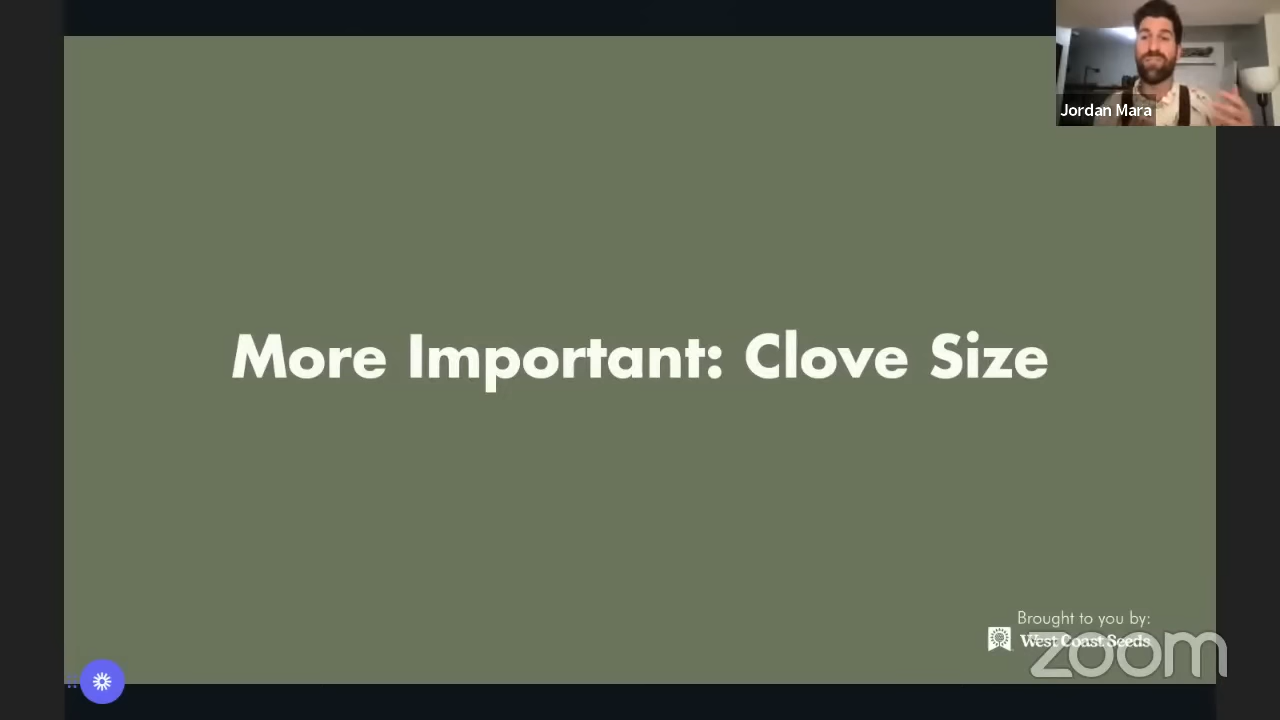 Jordan Mara
More Important: Clove Size
Brought to you by:
West Coast Seeds
zoom